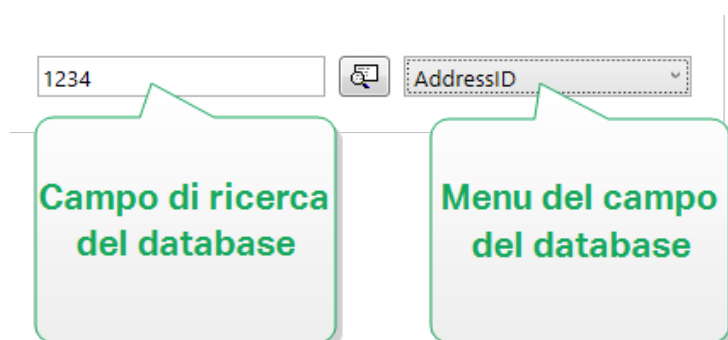 1234
AddressID
Campo di ricerca
del database
Menu del campo
del database